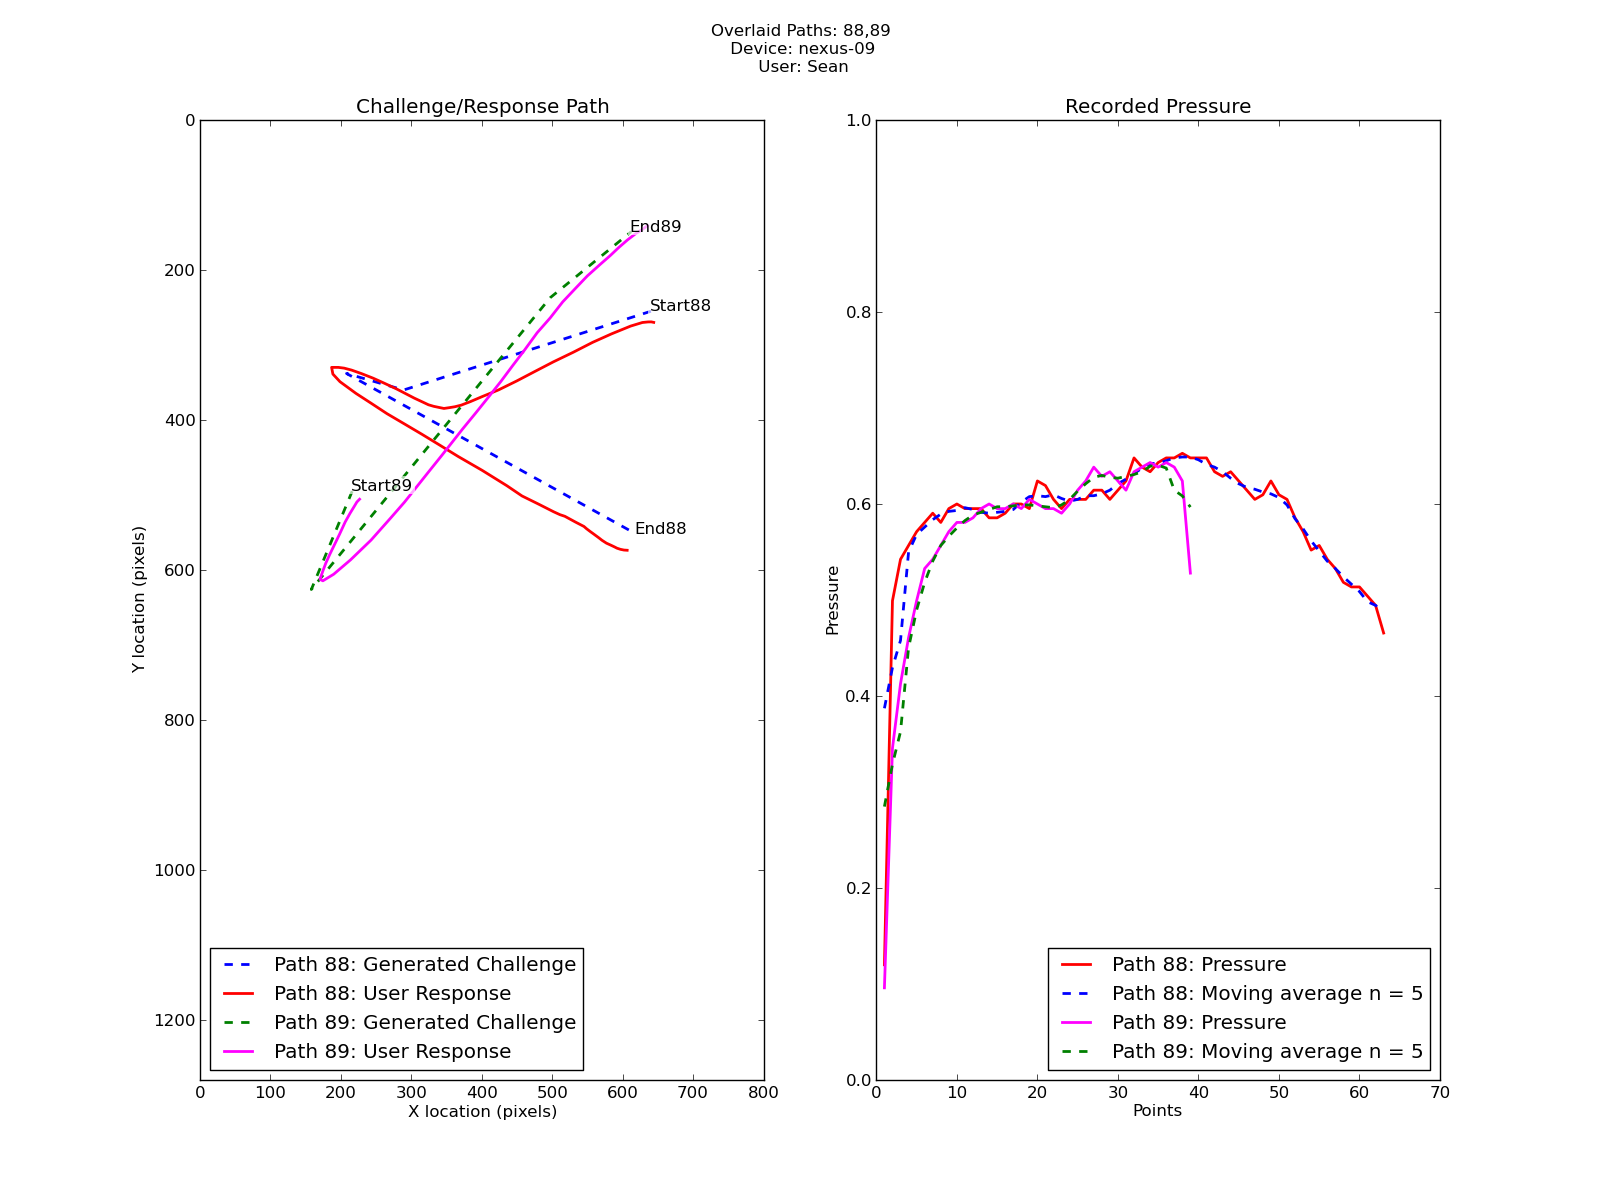 Overlaid Paths: 88,89
Device: nexus-09
User: Sean
Challenge/Response Path
0
200
400
600
800
1000
1200
Y location (pixels)
End89
Start88
Start89
End88
Path 88: Generated Challenge
Path 88: User Response
Path 89: Generated Challenge
Path 89: User Response
0 100 200 300 400 500 600 700 800
X location (pixels)
Recorded Pressure
1.0
0.8
0.6
0.4
0.2
0.0
Pressure
Path 88: Pressure
Path 88: Moving average n = 5
Path 89: Pressure
Path 89: Moving average n = 5
0 10 20 30 40 50 60 70
Points